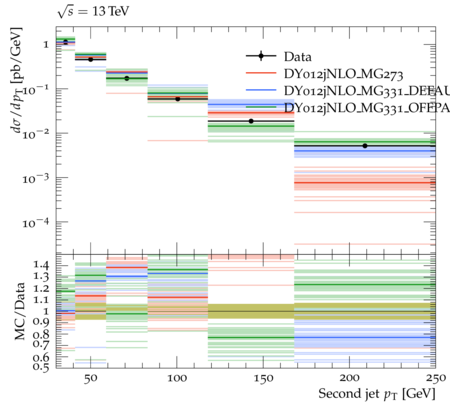 √s = 13 TeV
dσ/dpT [pb/GeV]
1
10−1
10−2
10−3
10−4
Data
DY012jNLO_MG273
DY012jNLO_MG331_DEFAU
DY012jNLO_MG331_OFFPA
MC/Data
1.4
1.3
1.2
1.1
1
0.9
0.8
0.7
0.6
0.5
50 100 150 200 250
Second jet pT [GeV]